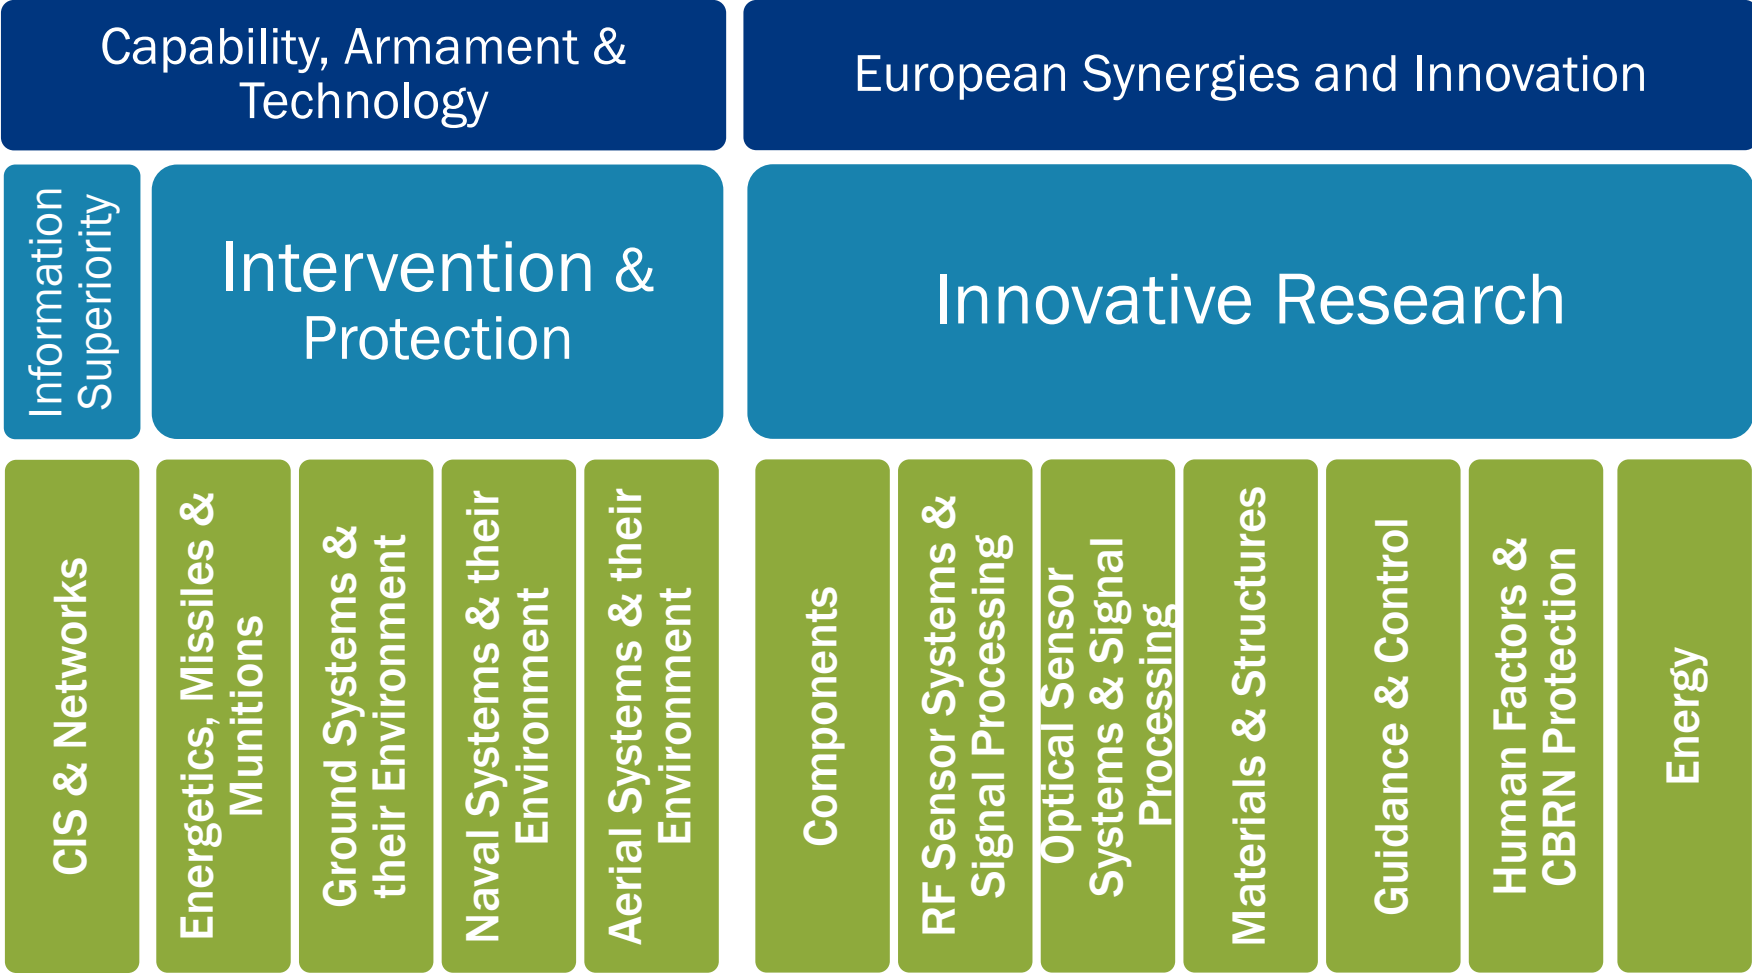 Capability, Armament &
Technology
European Synergies and Innovation
Information
Superiority
Intervention &
Protection
Innovative Research
CIS & Networks
Energetics, Missiles &
Munitions
Ground Systems &
their Environment
Naval Systems & their
Environment
Aerial Systems & their
Environment
Components
RF Sensor Systems &
Signal Processing
Optical Sensor
Systems & Signal
Processing
Materials & Structures
Guidance & Control
Human Factors &
CBRN Protection
Energy